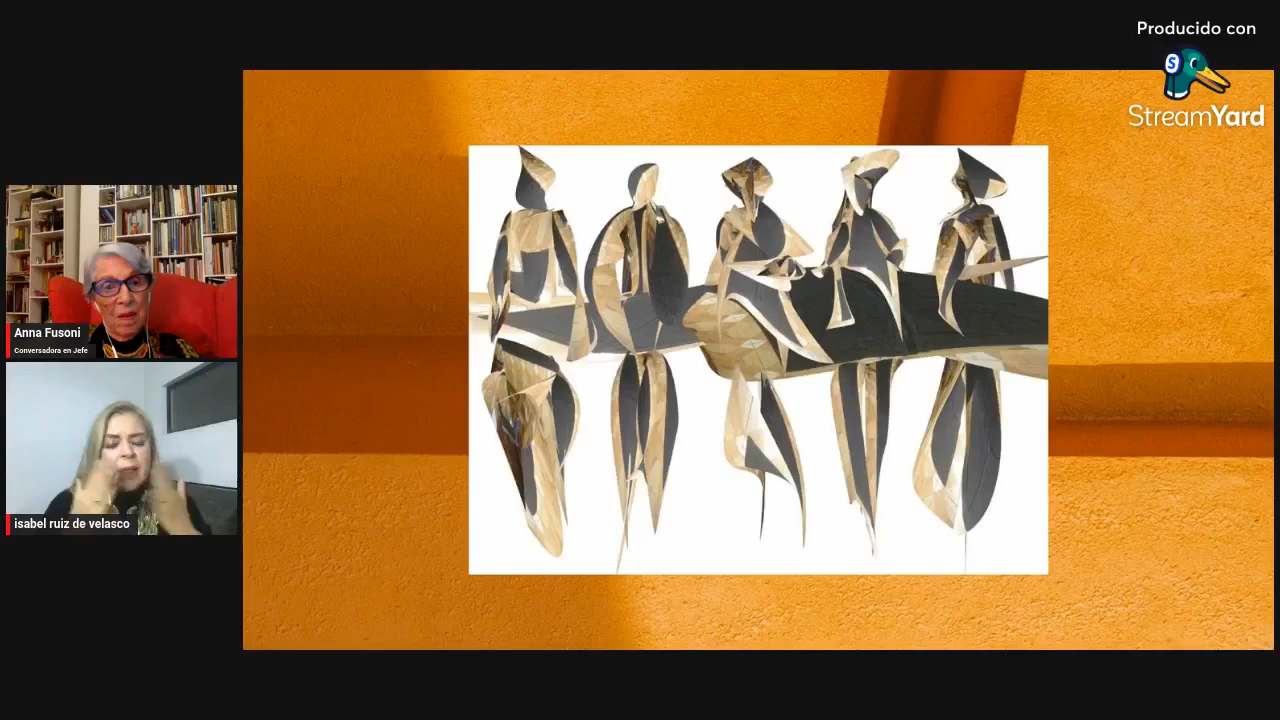 Producido con
StreamYard
Anna Fusoni
Conversadora en Jefe
isabel ruiz de velasco